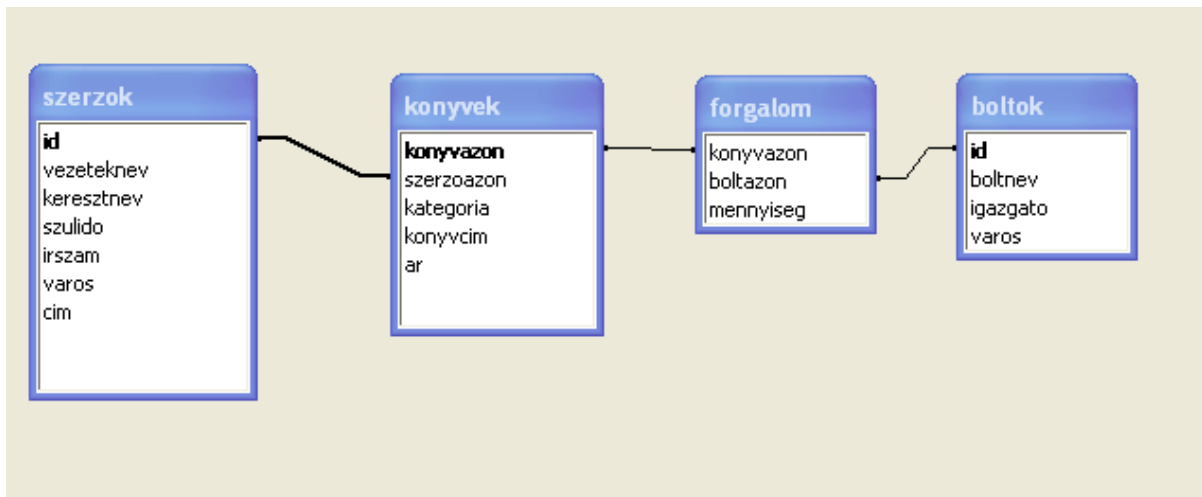 szerzok
id
vezeteknev
keresztnev
szulido
irszam
varos
cim
konyvek
konyvazon
szerzoazon
kategoria
konyvcim
ar
forgalom
konyvazon
boltazon
mennyiseg
boltok
id
boltnev
igazgato
varos